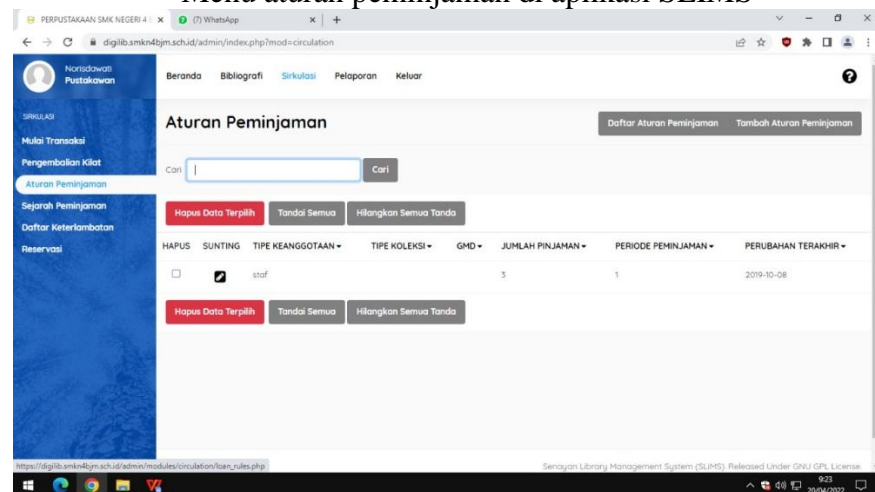 Menu aturan peminjaman di aplikasi SLIMS
PERPUSTAKAAN SMK NEGERI 4
(7) WhatsApp
digilib.smkn4bjm.sch.id/admin/index.php?mod=circulation
Norisdawati
Pustakawan
Beranda Bibliografi Sirkulasi Pelaporan Keluar
SIRKULASI
Mulai Transaksi
Pengembalian Kilat
Aturan Peminjaman
Sejarah Peminjaman
Daftar Keterlambatan
Reservasi
Aturan Peminjaman
Daftar Aturan Peminjaman Tambah Aturan Peminjaman
Cari Cari
Hapus Data Terpilih Tandai Semua Hilangkan Semua Tanda
HAPUS SUNTING TIPE KEANGGOTAAN TIPE KOLEKSI GMD JUMLAH PINJAMAN PERIODE PEMINJAMAN PERUBAHAN TERAKHIR
staf 3 1 2019-10-08
Hapus Data Terpilih Tandai Semua Hilangkan Semua Tanda
https://digilib.smkn4bjm.sch.id/admin/modules/circulation/loan_rules.php
Senayan Library Management System (SLiMS) Released Under GNU GPL License
9:23
20/04/2022